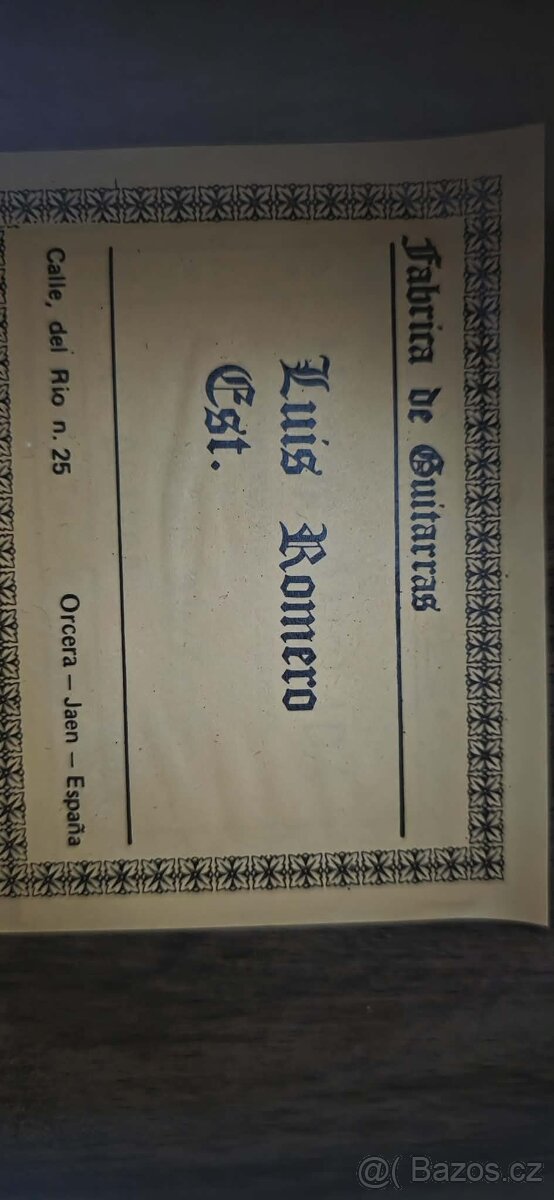 Fabrica de Guitarras
Luis Romero
Est.
Calle, del Rio n. 25 Orcera – Jaen – España
@( Bazos.cz